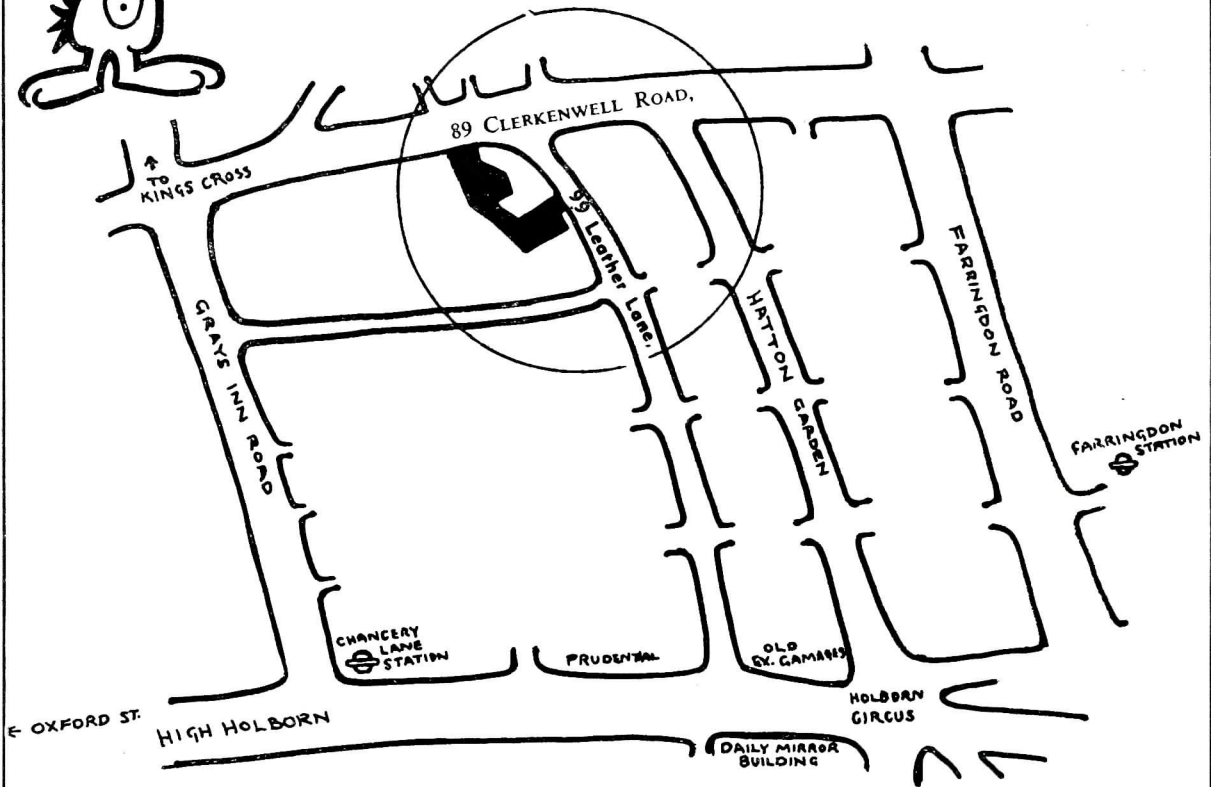 89 CLERKENWELL ROAD,
↑
TO
KINGS CROSS
99 Leather Lane,
GRAYS INN ROAD
HATTON GARDEN
FARRINGDON ROAD
FARRINGDON
STATION
CHANCERY
LANE
STATION
PRUDENTIAL
OLD
EX. GAMAGES
HOLBORN
CIRCUS
← OXFORD ST.
HIGH HOLBORN
DAILY MIRROR
BUILDING